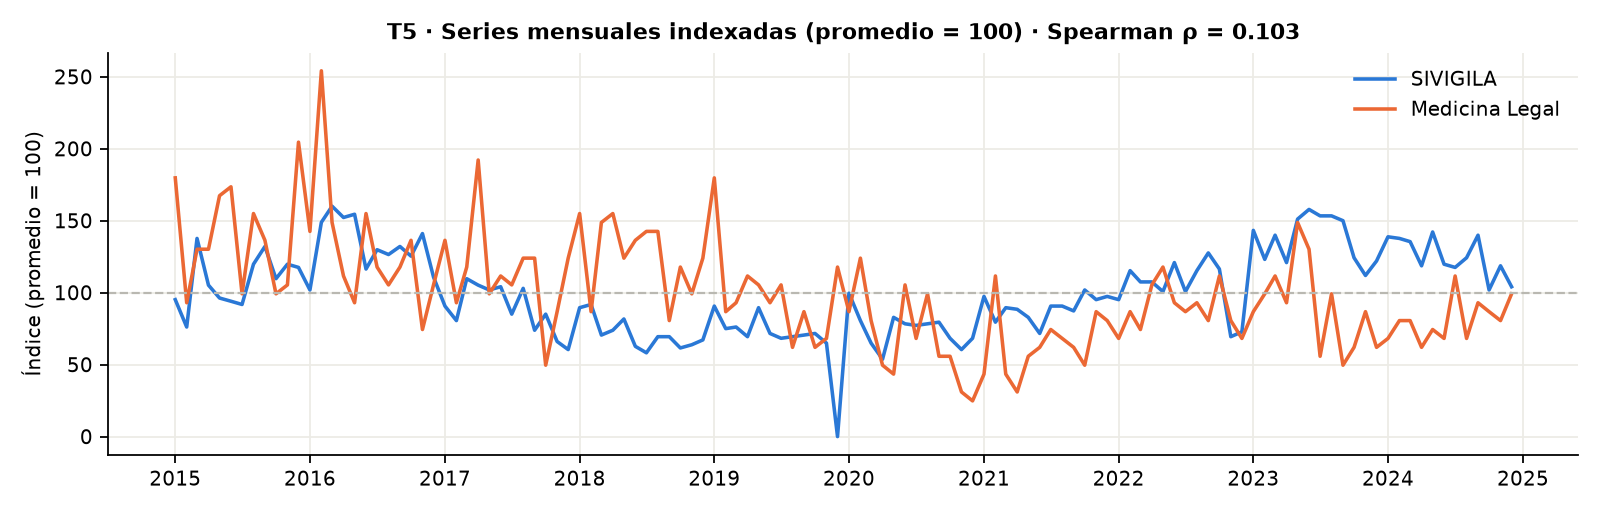 T5 · Series mensuales indexadas (promedio = 100) · Spearman ρ = 0.103
SIVIGILA
Medicina Legal
Índice (promedio = 100)
250
200
150
100
50
0
2015 2016 2017 2018 2019 2020 2021 2022 2023 2024 2025